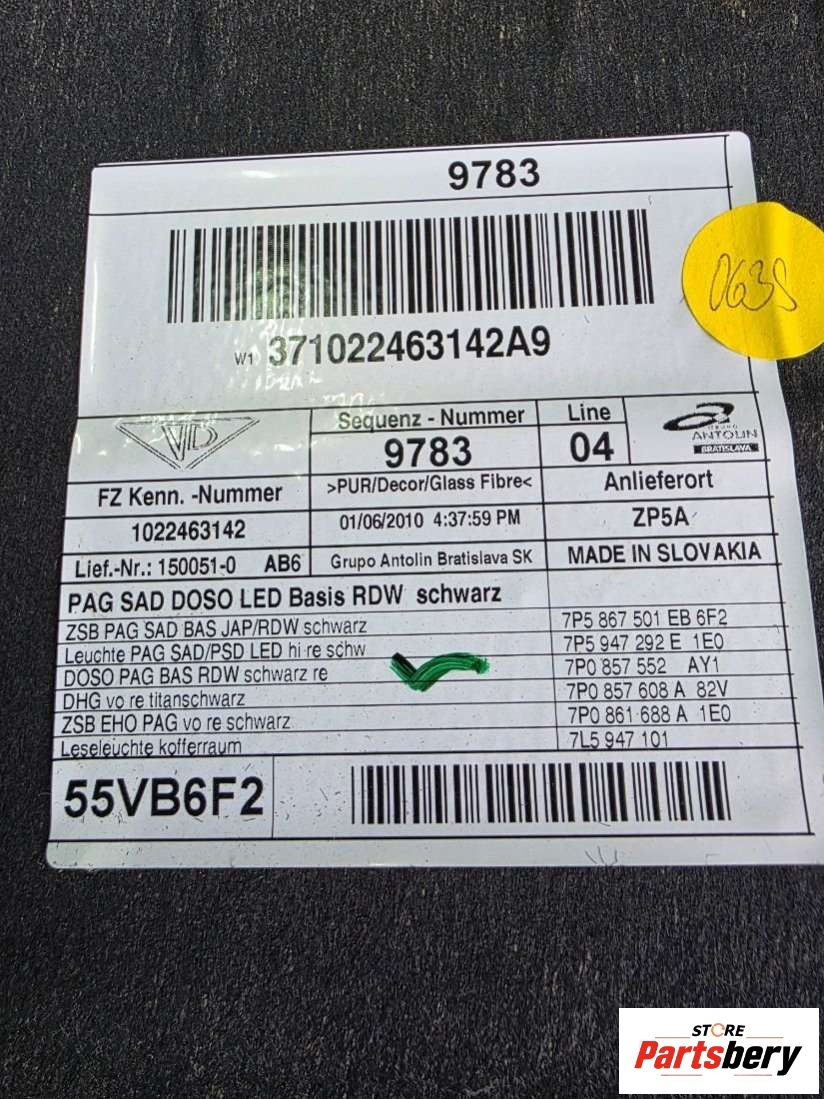 9783
0639
W1 371022463142A9
Sequenz - Nummer
Line
9783
04
ANTOLIN
BRATISLAVA
FZ Kenn. -Nummer
>PUR/Decor/Glass Fibre<
Anlieferort
1022463142
01/06/2010 4:37:59 PM
ZP5A
Lief.-Nr.: 150051-0 AB6
Grupo Antolin Bratislava SK
MADE IN SLOVAKIA
PAG SAD DOSO LED Basis RDW schwarz
ZSB PAG SAD BAS JAP/RDW schwarz 7P5 867 501 EB 6F2
Leuchte PAG SAD/PSD LED hi re schw 7P5 947 292 E 1E0
DOSO PAG BAS RDW schwarz re 7P0 857 552 AY1
DHG vo re titanschwarz 7P0 857 608 A 82V
ZSB EHO PAG vo re schwarz 7P0 861 688 A 1E0
Leseleuchte kofferraum 7L5 947 101
55VB6F2
STORE
Partsbery